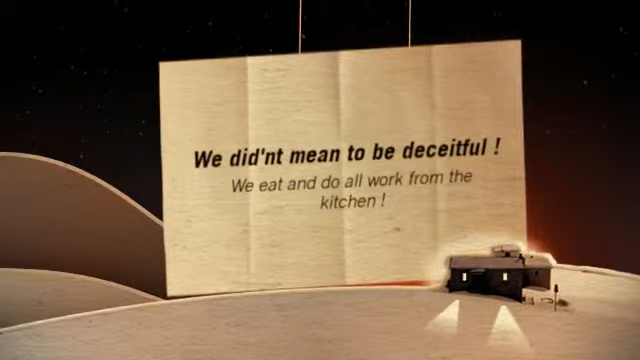 We did'nt mean to be deceitful !
We eat and do all work from the
kitchen !